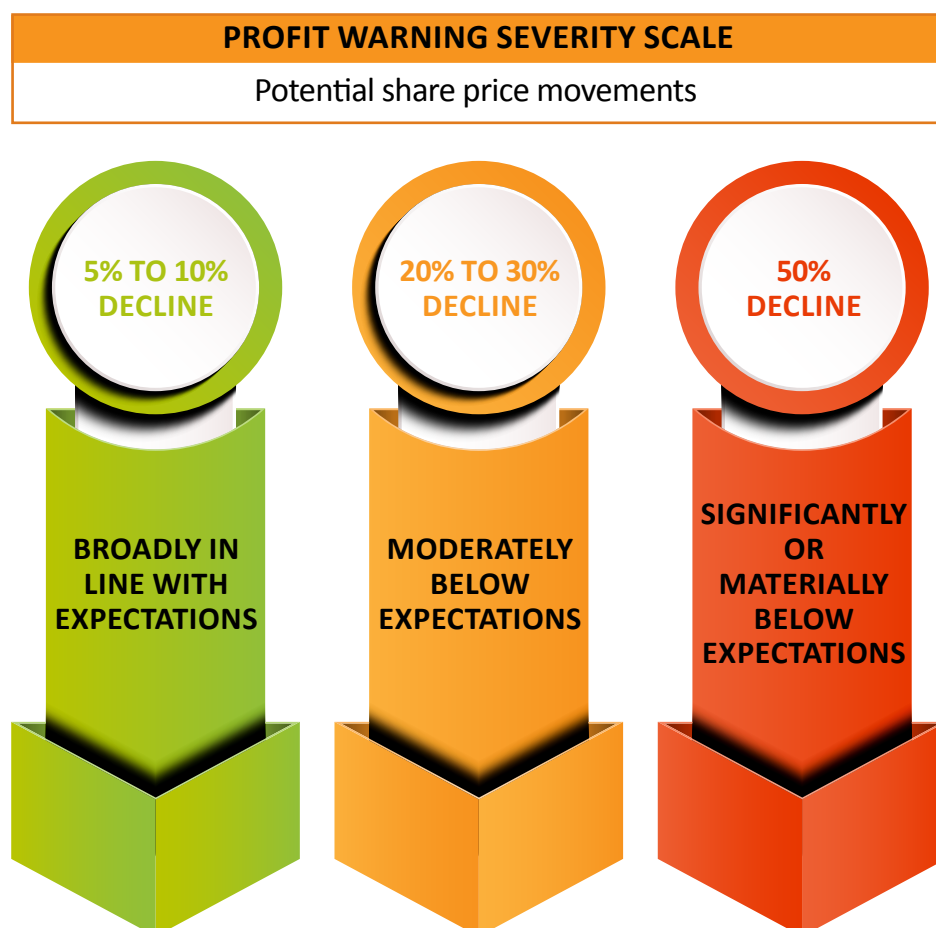 PROFIT WARNING SEVERITY SCALE
Potential share price movements
5% TO 10%
DECLINE
20% TO 30%
DECLINE
50%
DECLINE
BROADLY IN
LINE WITH
EXPECTATIONS
MODERATELY
BELOW
EXPECTATIONS
SIGNIFICANTLY
OR
MATERIALLY
BELOW
EXPECTATIONS